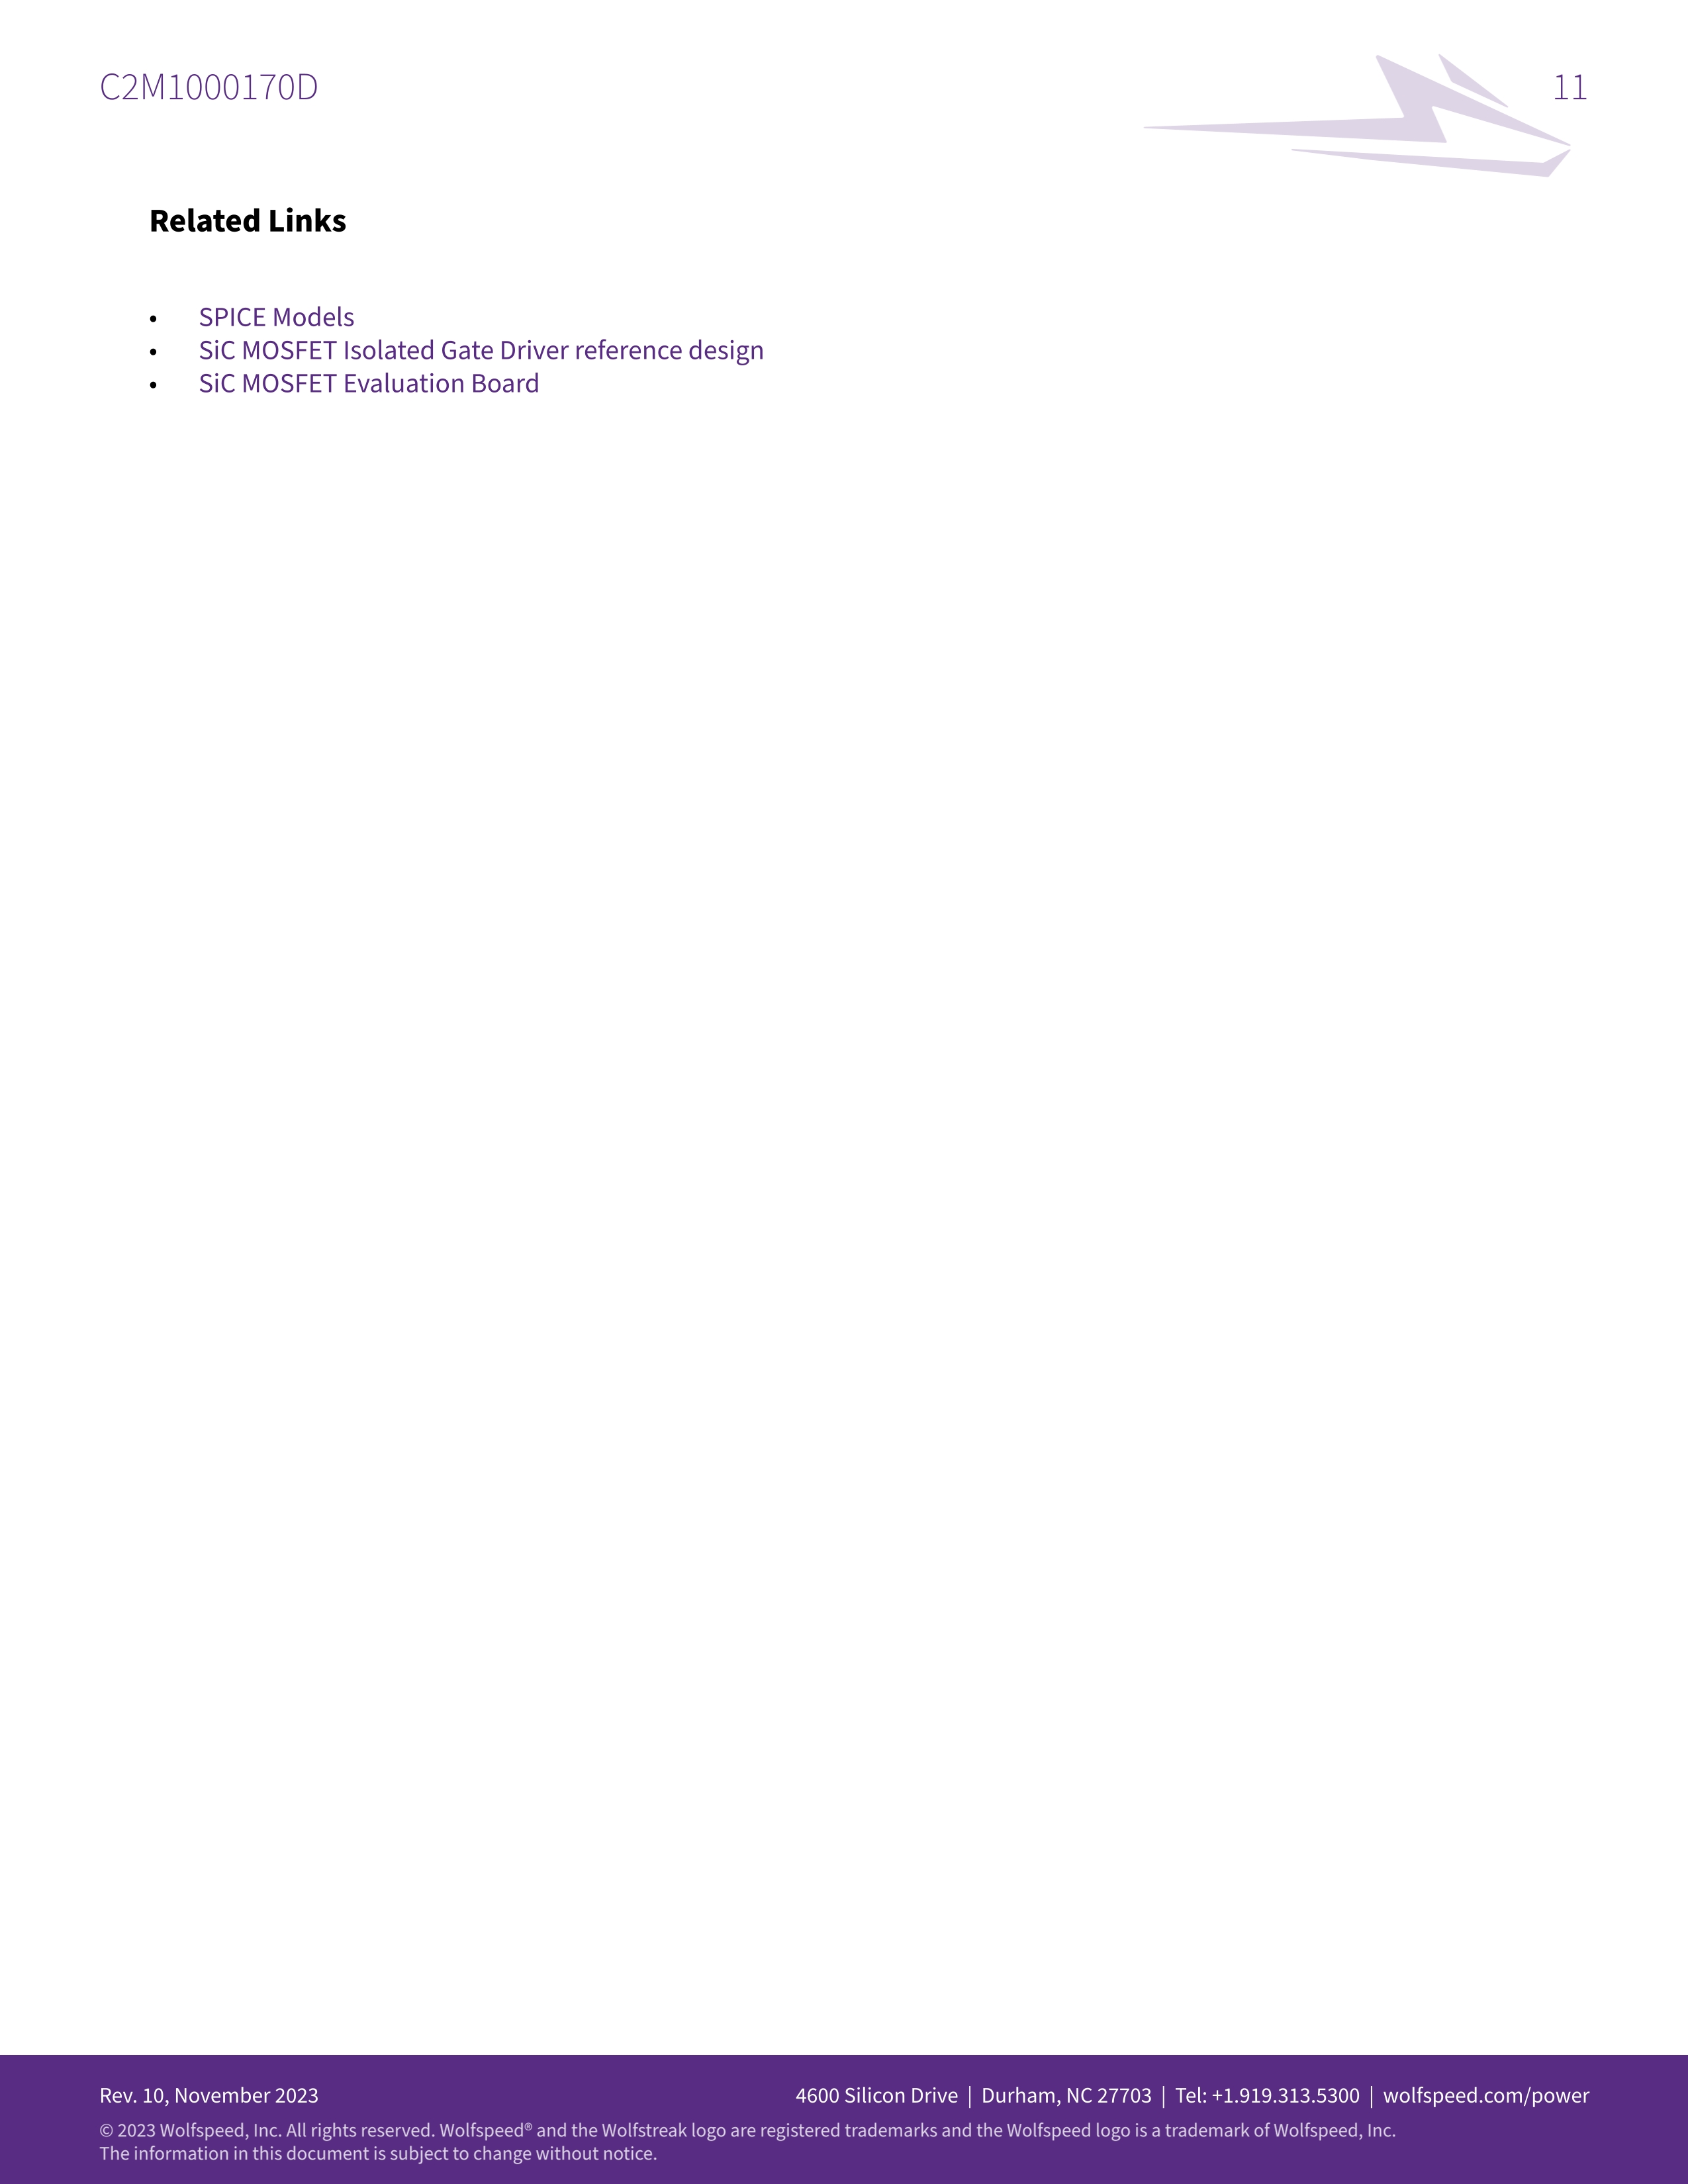 C2M1000170D
11
Related Links
• SPICE Models
• SiC MOSFET Isolated Gate Driver reference design
• SiC MOSFET Evaluation Board
Rev. 10, November 2023
4600 Silicon Drive | Durham, NC 27703 | Tel: +1.919.313.5300 | wolfspeed.com/power
© 2023 Wolfspeed, Inc. All rights reserved. Wolfspeed® and the Wolfstreak logo are registered trademarks and the Wolfspeed logo is a trademark of Wolfspeed, Inc.
The information in this document is subject to change without notice.